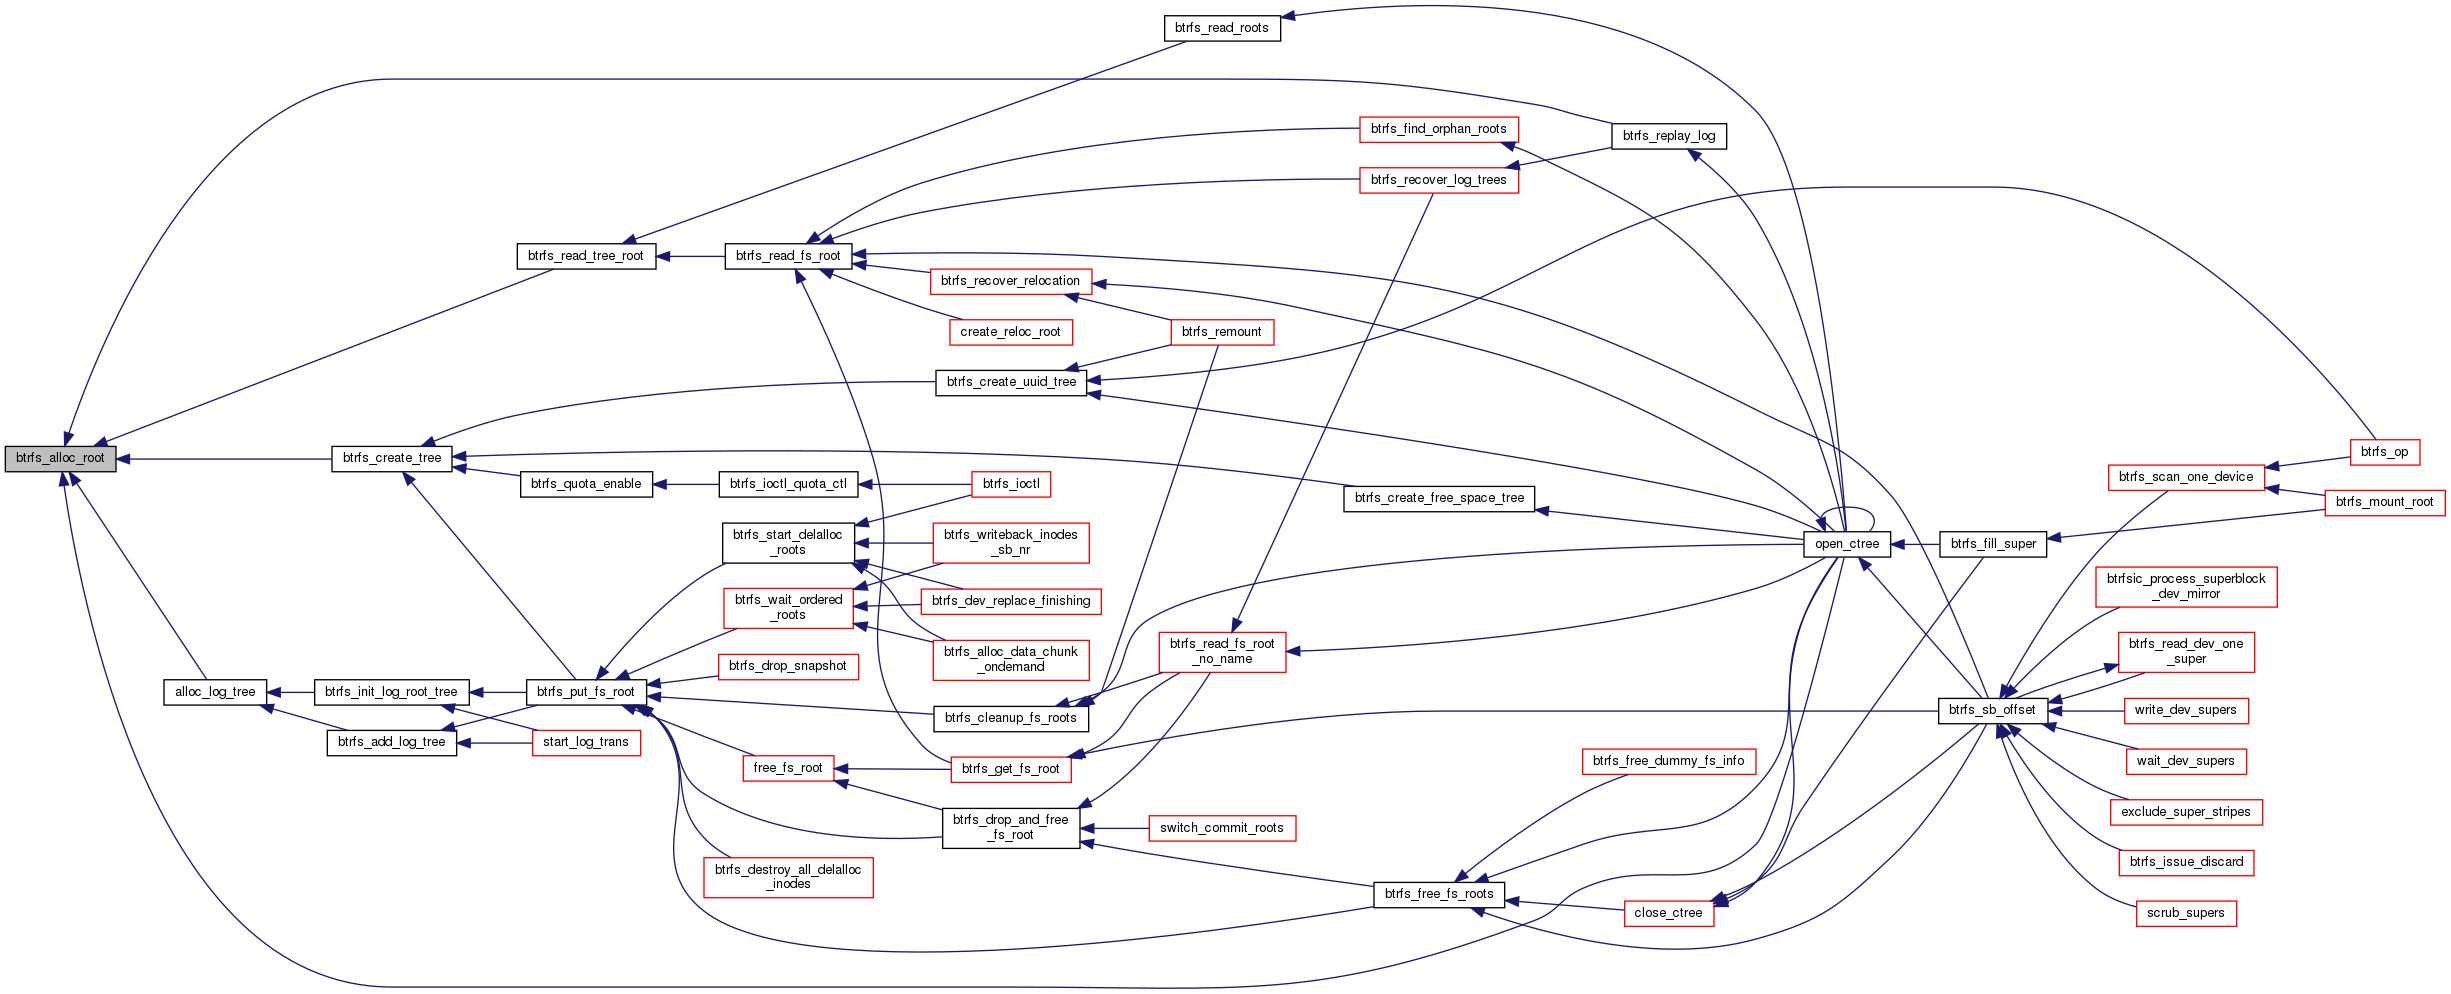 btrfs_read_roots
btrfs_find_orphan_roots
btrfs_replay_log
btrfs_recover_log_trees
btrfs_read_tree_root
btrfs_read_fs_root
btrfs_recover_relocation
create_reloc_root
btrfs_remount
btrfs_create_uuid_tree
btrfs_alloc_root
btrfs_create_tree
btrfs_op
btrfs_scan_one_device
btrfs_quota_enable
btrfs_ioctl_quota_ctl
btrfs_ioctl
btrfs_create_free_space_tree
btrfs_mount_root
btrfs_start_delalloc
_roots
btrfs_writeback_inodes
_sb_nr
open_ctree
btrfs_fill_super
btrfsic_process_superblock
_dev_mirror
btrfs_wait_ordered
_roots
btrfs_dev_replace_finishing
btrfs_alloc_data_chunk
_ondemand
btrfs_read_fs_root
_no_name
btrfs_read_dev_one
_super
btrfs_drop_snapshot
alloc_log_tree
btrfs_init_log_root_tree
btrfs_put_fs_root
btrfs_cleanup_fs_roots
btrfs_sb_offset
write_dev_supers
btrfs_add_log_tree
start_log_trans
free_fs_root
btrfs_get_fs_root
btrfs_free_dummy_fs_info
wait_dev_supers
btrfs_drop_and_free
_fs_root
switch_commit_roots
exclude_super_stripes
btrfs_destroy_all_delalloc
_inodes
btrfs_free_fs_roots
btrfs_issue_discard
close_ctree
scrub_supers